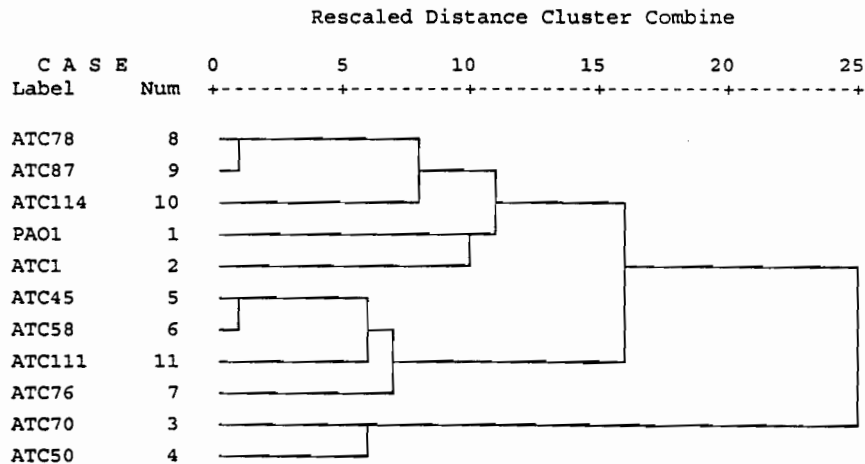 Rescaled Distance Cluster Combine
C A S E 0 5 10 15 20 25
Label Num +---------+---------+---------+---------+---------+
ATC78 8
ATC87 9
ATC114 10
PAO1 1
ATC1 2
ATC45 5
ATC58 6
ATC111 11
ATC76 7
ATC70 3
ATC50 4